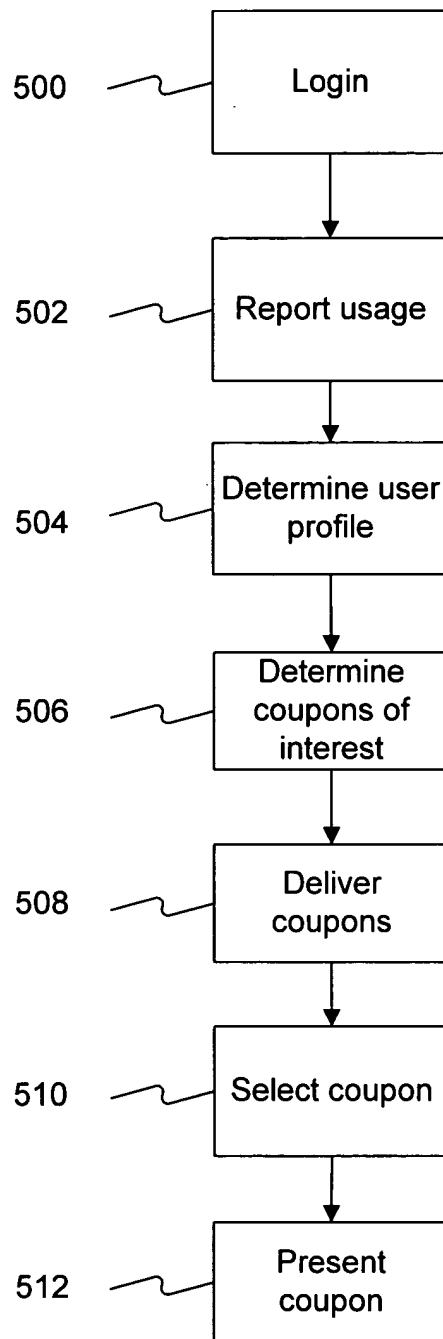 500 Login
502 Report usage
504 Determine user
profile
506 Determine
coupons of
interest
508 Deliver
coupons
510 Select coupon
512 Present
coupon